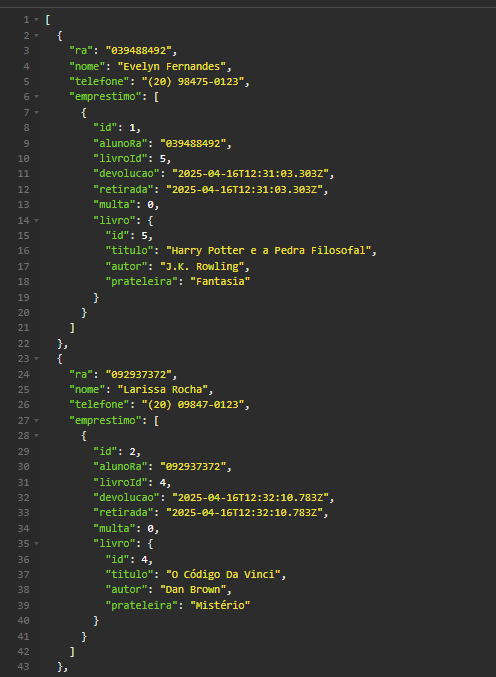 1 [
2 {
3 "ra": "039488492",
4 "nome": "Evelyn Fernandes",
5 "telefone": "(20) 98475-0123",
6 "emprestimo": [
7 {
8 "id": 1,
9 "alunoRa": "039488492",
10 "livroId": 5,
11 "devolucao": "2025-04-16T12:31:03.303Z",
12 "retirada": "2025-04-16T12:31:03.303Z",
13 "multa": 0,
14 "livro": {
15 "id": 5,
16 "titulo": "Harry Potter e a Pedra Filosofal",
17 "autor": "J.K. Rowling",
18 "prateleira": "Fantasia"
19 }
20 }
21 ]
22 },
23 {
24 "ra": "092937372",
25 "nome": "Larissa Rocha",
26 "telefone": "(20) 09847-0123",
27 "emprestimo": [
28 {
29 "id": 2,
30 "alunoRa": "092937372",
31 "livroId": 4,
32 "devolucao": "2025-04-16T12:32:10.783Z",
33 "retirada": "2025-04-16T12:32:10.783Z",
34 "multa": 0,
35 "livro": {
36 "id": 4,
37 "titulo": "O Código Da Vinci",
38 "autor": "Dan Brown",
39 "prateleira": "Mistério"
40 }
41 }
42 ]
43 },